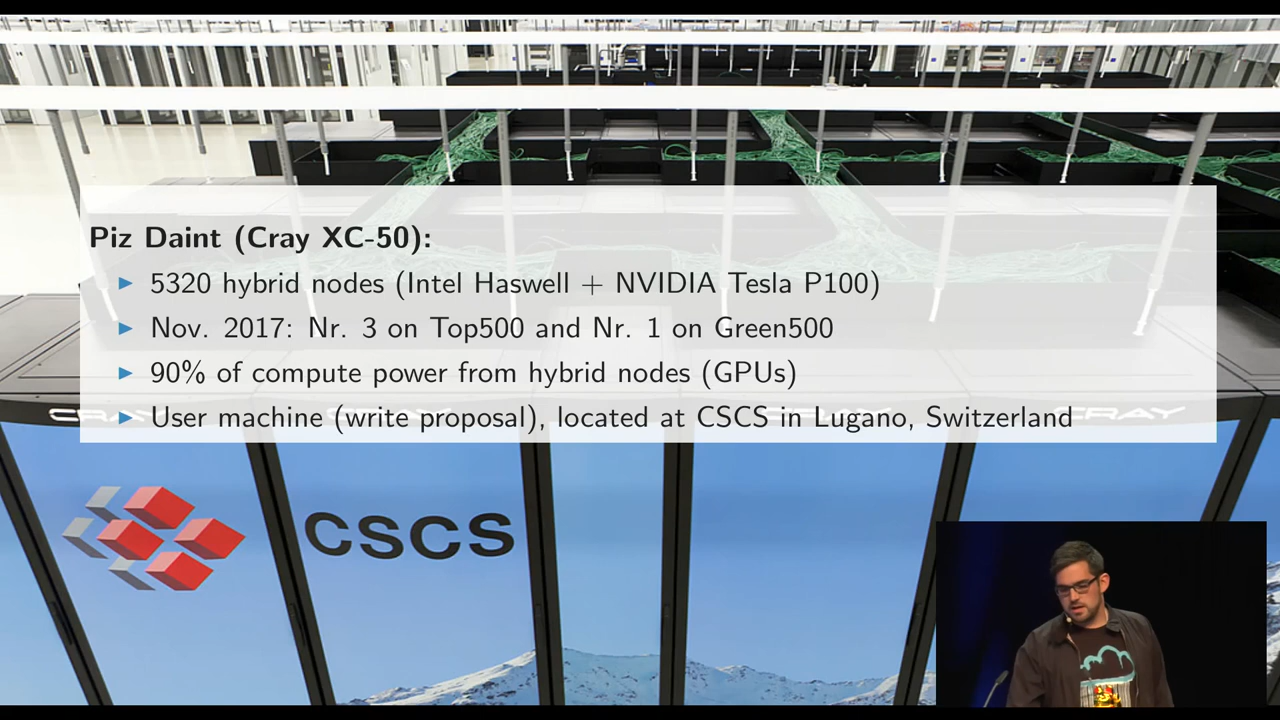 Piz Daint (Cray XC-50):
▶ 5320 hybrid nodes (Intel Haswell + NVIDIA Tesla P100)
▶ Nov. 2017: Nr. 3 on Top500 and Nr. 1 on Green500
▶ 90% of compute power from hybrid nodes (GPUs)
▶ User machine (write proposal), located at CSCS in Lugano, Switzerland
CRAY
CRAY
CSCS